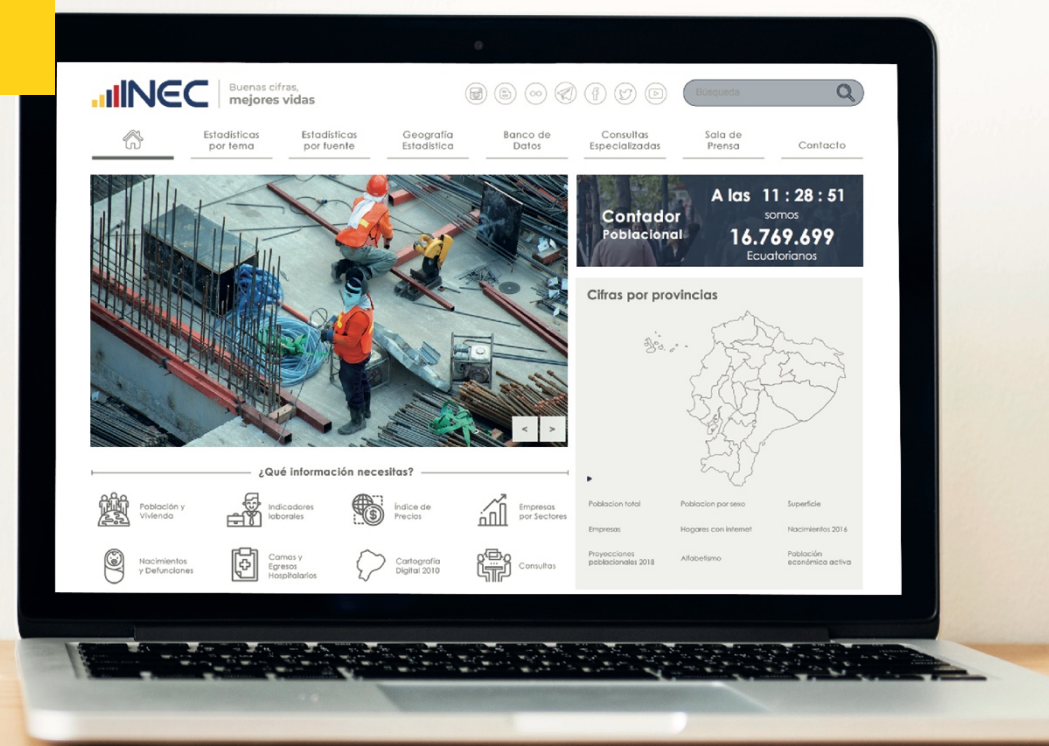 INEC
Buenas cifras,
mejores vidas
Búsqueda
Estadísticas
por tema
Estadísticas
por fuente
Geografía
Estadística
Banco de
Datos
Consultas
Especializadas
Sala de
Prensa
Contacto
Contador
Poblacional
A las 11 : 28 : 51
somos
16.769.699
Ecuatorianos
Cifras por provincias
< >
¿Qué información necesitas?
Población y
Vivienda
Indicadores
laborales
Índice de
Precios
Empresas
por Sectores
Nacimientos
y Defunciones
Camas y
Egresos
Hospitalarios
Cartografía
Digital 2010
Consultas
Poblacion total
Poblacion por sexo
Superficie
Empresas
Hogares con internet
Nacimientos 2016
Proyecciones
poblacionales 2018
Alfabetismo
Población
económica activa